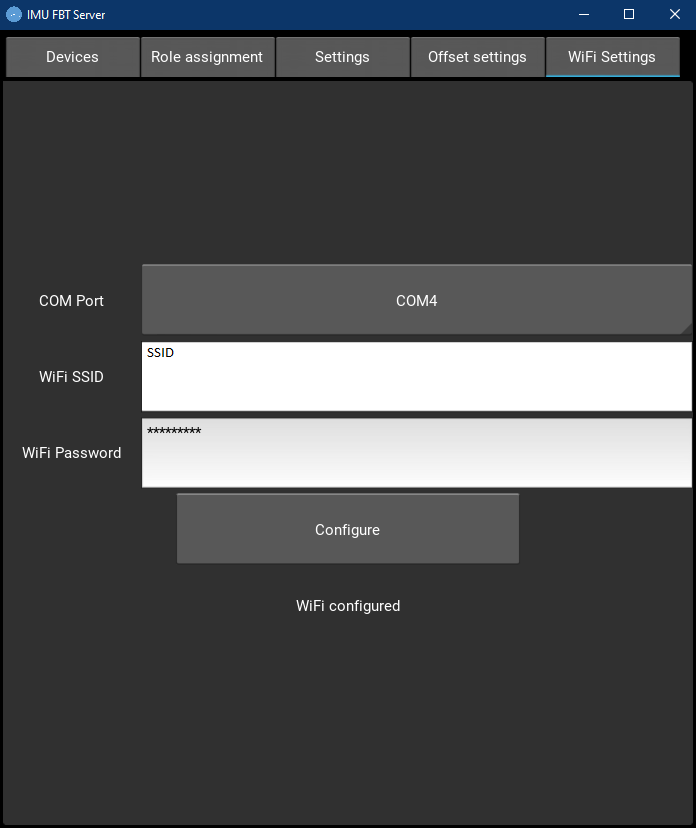 IMU FBT Server
Devices
Role assignment
Settings
Offset settings
WiFi Settings
COM Port
COM4
WiFi SSID
SSID
WiFi Password
*********
Configure
WiFi configured